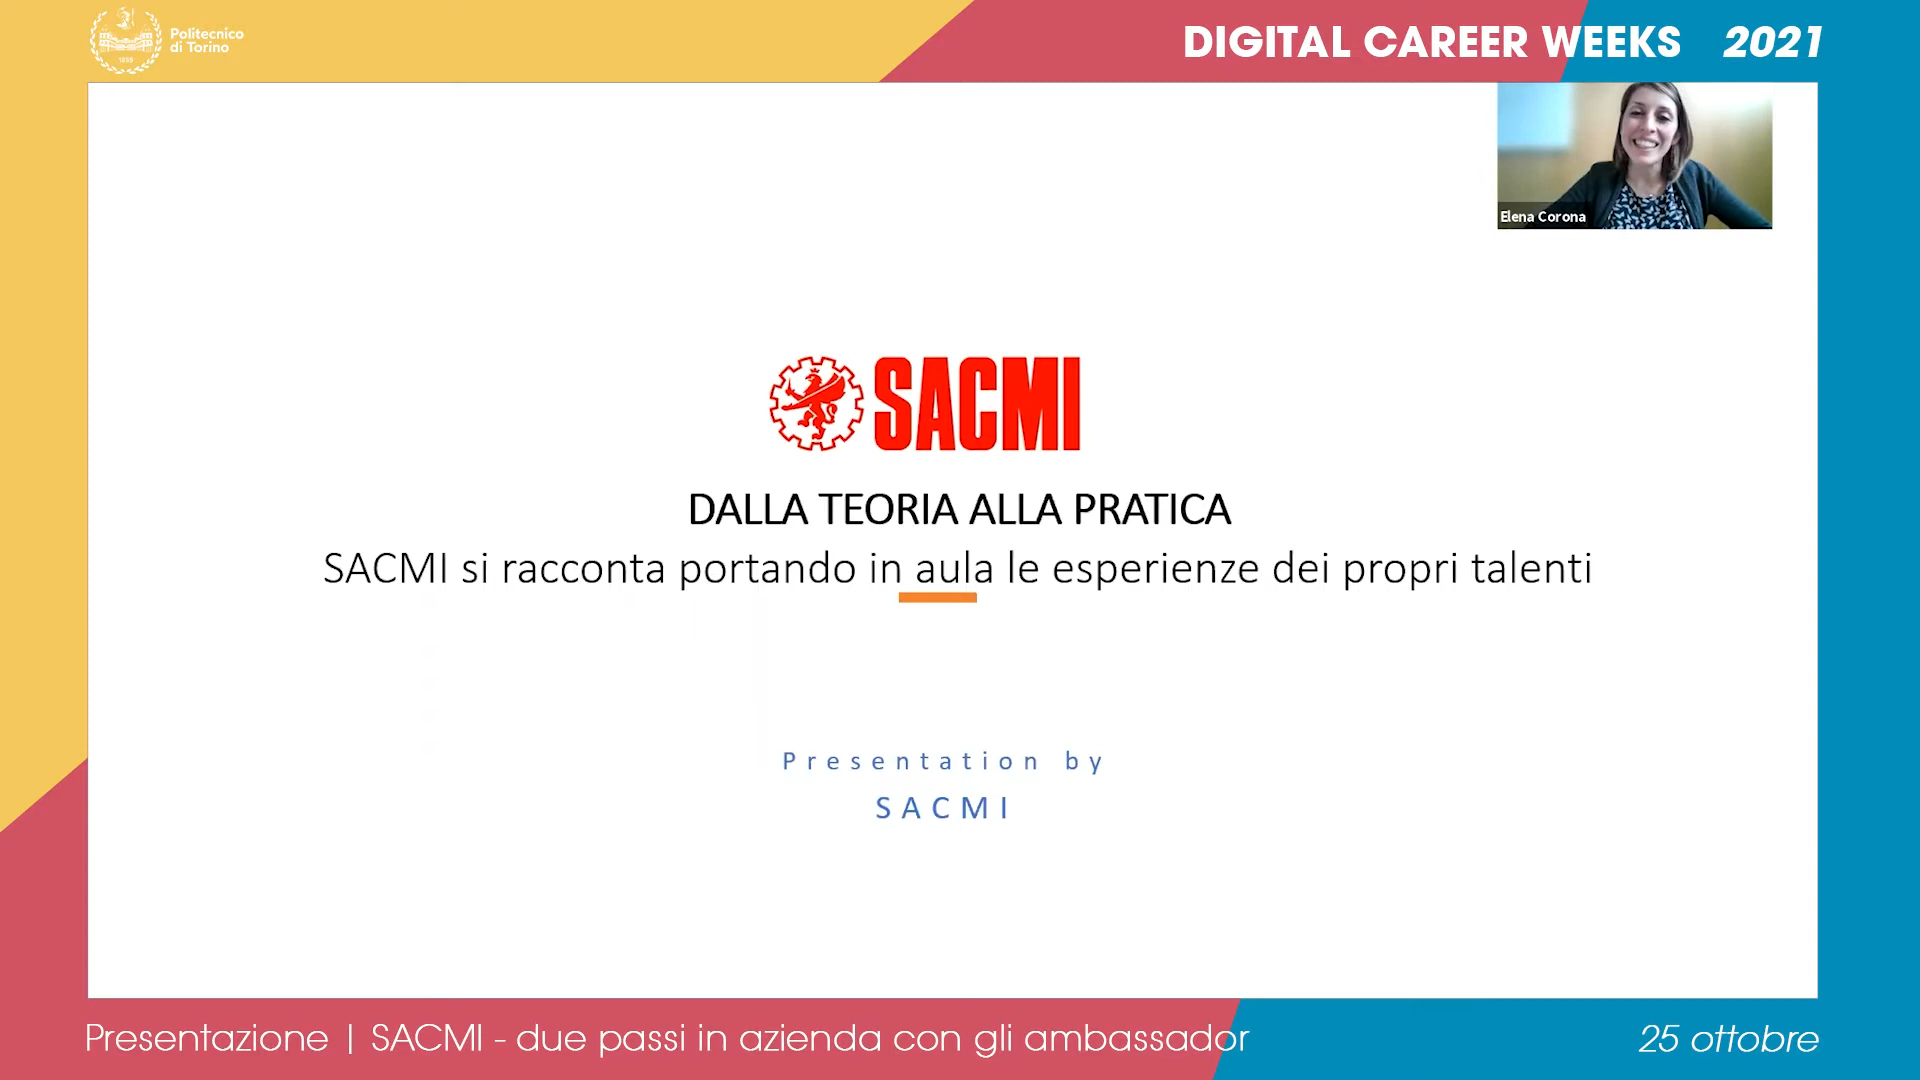 Politecnico
di Torino
1859
DIGITAL CAREER WEEKS 2021
Elena Corona
SACMI
DALLA TEORIA ALLA PRATICA
SACMI si racconta portando in aula le esperienze dei propri talenti
Presentation by
SACMI
Presentazione | SACMI - due passi in azienda con gli ambassador
25 ottobre